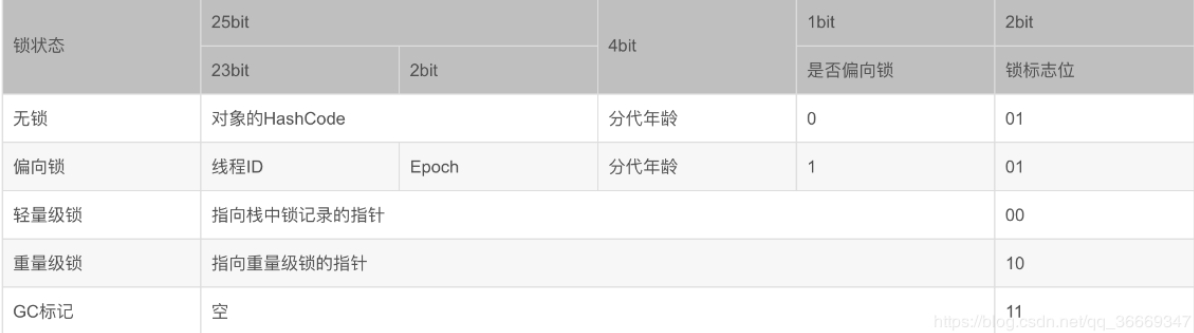 锁状态 25bit 4bit 1bit 2bit
23bit 2bit 是否偏向锁 锁标志位
无锁 对象的HashCode 分代年龄 0 01
偏向锁 线程ID Epoch 分代年龄 1 01
轻量级锁 指向栈中锁记录的指针 00
重量级锁 指向重量级锁的指针 10
GC标记 空 11
https://blog.csdn.net/qq_36669347